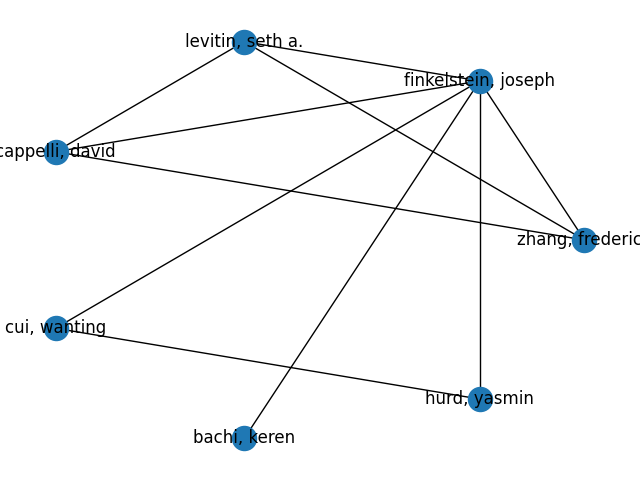 levitin, seth a.
finkelstein, joseph
cappelli, david
zhang, frederic
cui, wanting
hurd, yasmin
bachi, keren